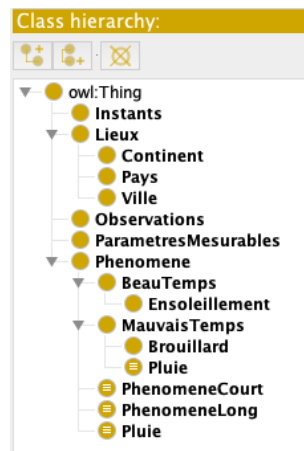 Class hierarchy:
owl:Thing
Instants
Lieux
Continent
Pays
Ville
Observations
ParametresMesurables
Phenomene
BeauTemps
Ensoleillement
MauvaisTemps
Brouillard
Pluie
PhenomeneCourt
PhenomeneLong
Pluie